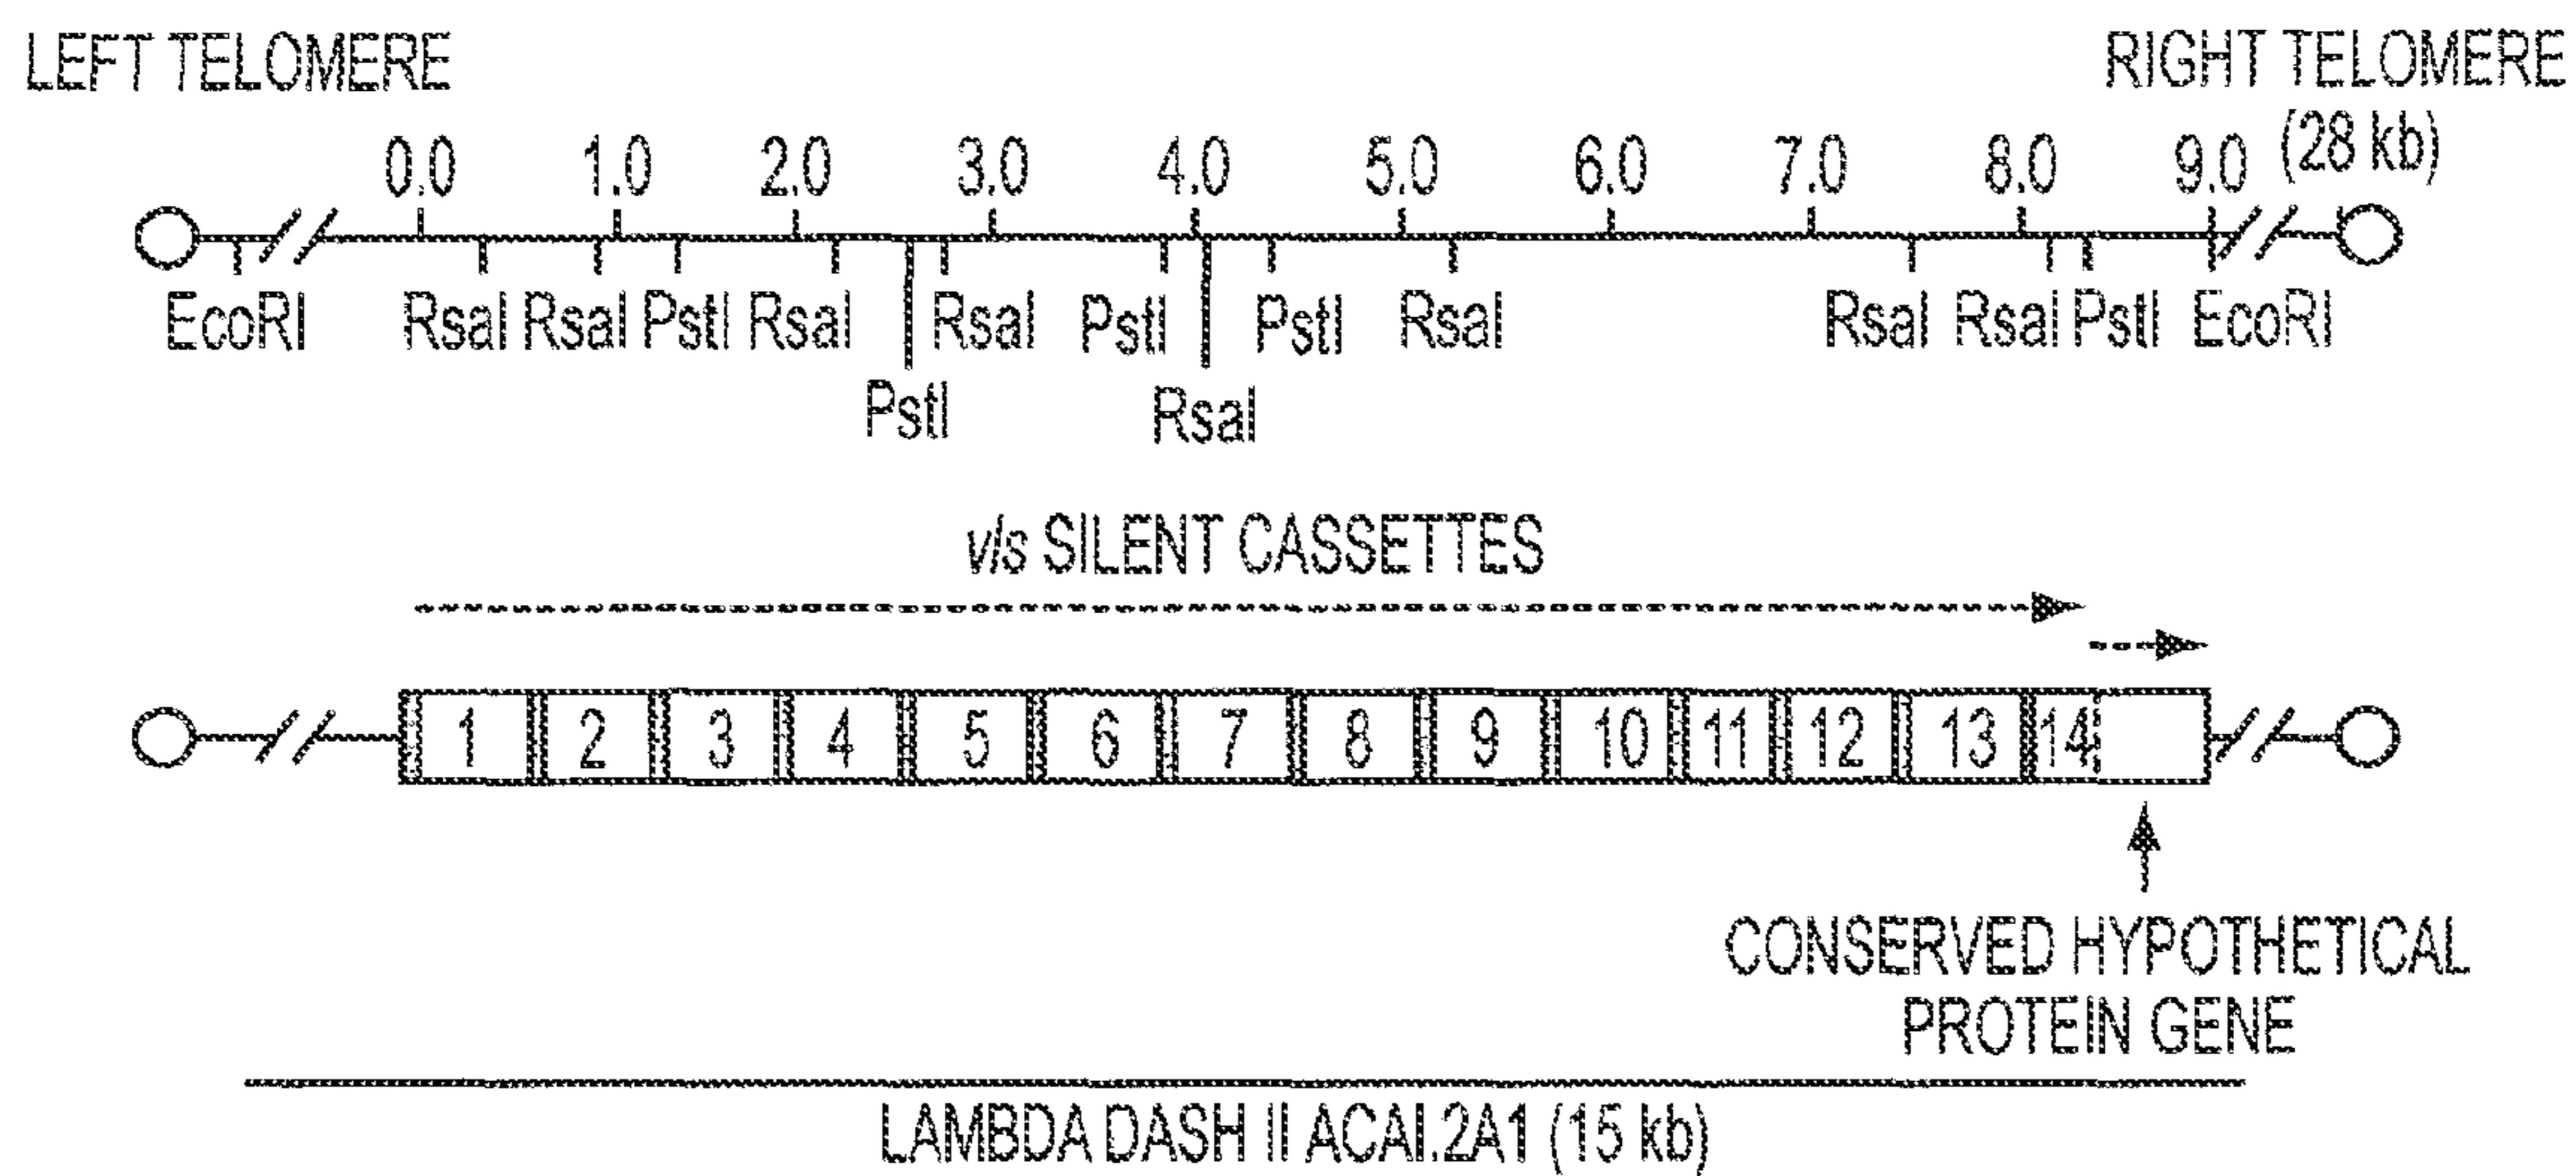 LEFT TELOMERE
RIGHT TELOMERE
(28 kb)
0.0 1.0 2.0 3.0 4.0 5.0 6.0 7.0 8.0 9.0
EcoRI RsaI RsaI PstI RsaI RsaI PstI PstI RsaI RsaI RsaI PstI EcoRI
PstI RsaI
vls SILENT CASSETTES
1 2 3 4 5 6 7 8 9 10 11 12 13 14
CONSERVED HYPOTHETICAL
PROTEIN GENE
LAMBDA DASH II ACAI.2A1 (15 kb)